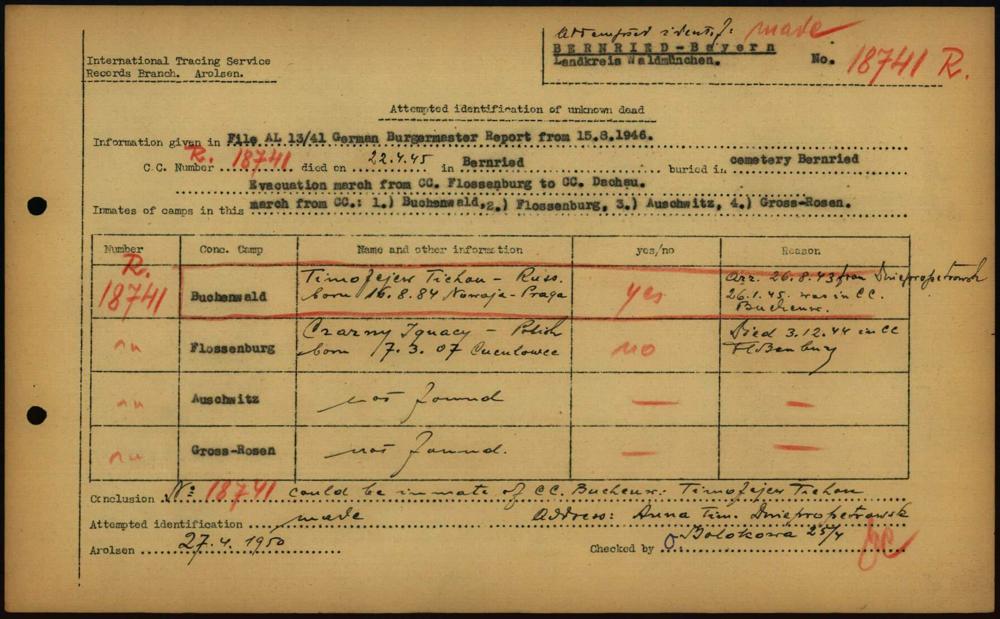 Attempted identif: made
BERNRIED-Bayern
Landkreis Waldmünchen.
No. 18741 R.
International Tracing Service
Records Branch. Arolsen.
Attempted identification of unknown dead
Information given in File AL 13/41 German Burgermaster Report from 15.8.1946.
C.C. Number R. 18741 died on 22.4.45 in Bernried buried in cemetery Bernried
Evacuation march from CC. Flossenburg to CC. Dachau.
Inmates of camps in this march from CC.: 1.) Buchenwald, 2.) Flossenburg, 3.) Auschwitz, 4.) Gross-Rosen.
Number Conc. Camp Name and other information yes/no Reason
R. 18741 Buchenwald Timofejew Tichon - Russ. born 16.8.84 Nowaja-Praga yes arr. 26.8.43 from Dniepropetrowsk 26.1.45. was in CC. Buchenw.
" " Flossenburg Czarny Ignacy - Polish born 17.3.07 no Died 3.12.44 in CC Floßenburg
" " Auschwitz not found — —
" " Gross-Rosen not found. — —
Conclusion No: 18741 could be inmate of CC. Buchenw. Timofejew Tichon
Attempted identification made Address: Anna Tim. Dniepropetrowsk
Bolokowa 25/4
Arolsen 27.4.1950 Checked by